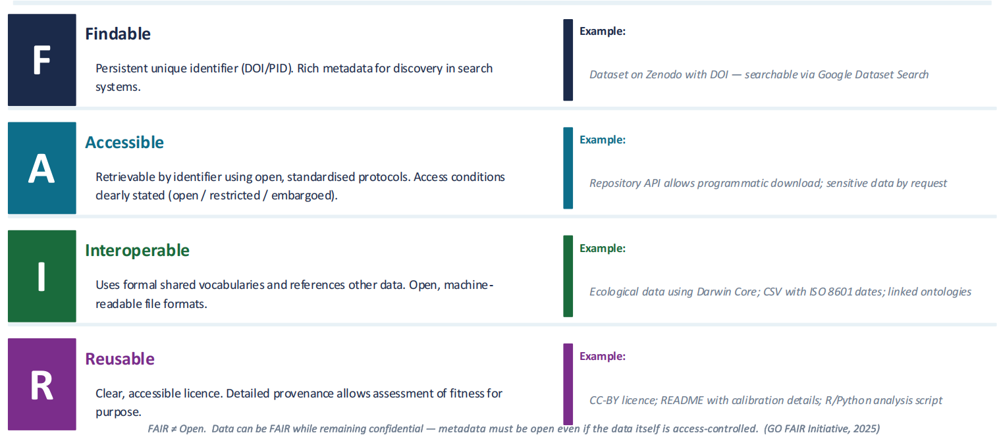 F
Findable
Persistent unique identifier (DOI/PID). Rich metadata for discovery in search
systems.
Example:
Dataset on Zenodo with DOI — searchable via Google Dataset Search
A
Accessible
Retrievable by identifier using open, standardised protocols. Access conditions
clearly stated (open / restricted / embargoed).
Example:
Repository API allows programmatic download; sensitive data by request
I
Interoperable
Uses formal shared vocabularies and references other data. Open, machine-
readable file formats.
Example:
Ecological data using Darwin Core; CSV with ISO 8601 dates; linked ontologies
R
Reusable
Clear, accessible licence. Detailed provenance allows assessment of fitness for
purpose.
Example:
CC-BY licence; README with calibration details; R/Python analysis script
FAIR ≠ Open. Data can be FAIR while remaining confidential — metadata must be open even if the data itself is access-controlled. (GO FAIR Initiative, 2025)